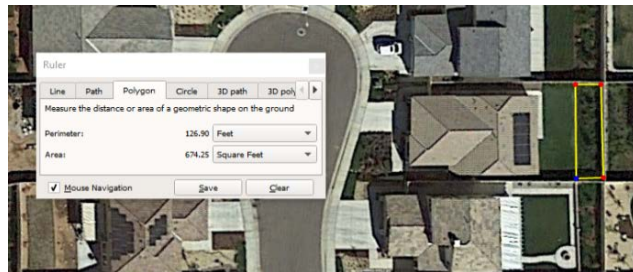 Ruler
Line Path Polygon Circle 3D path 3D poly
Measure the distance or area of a geometric shape on the ground
Perimeter: 126.90 Feet
Area: 674.25 Square Feet
Mouse Navigation Save Clear